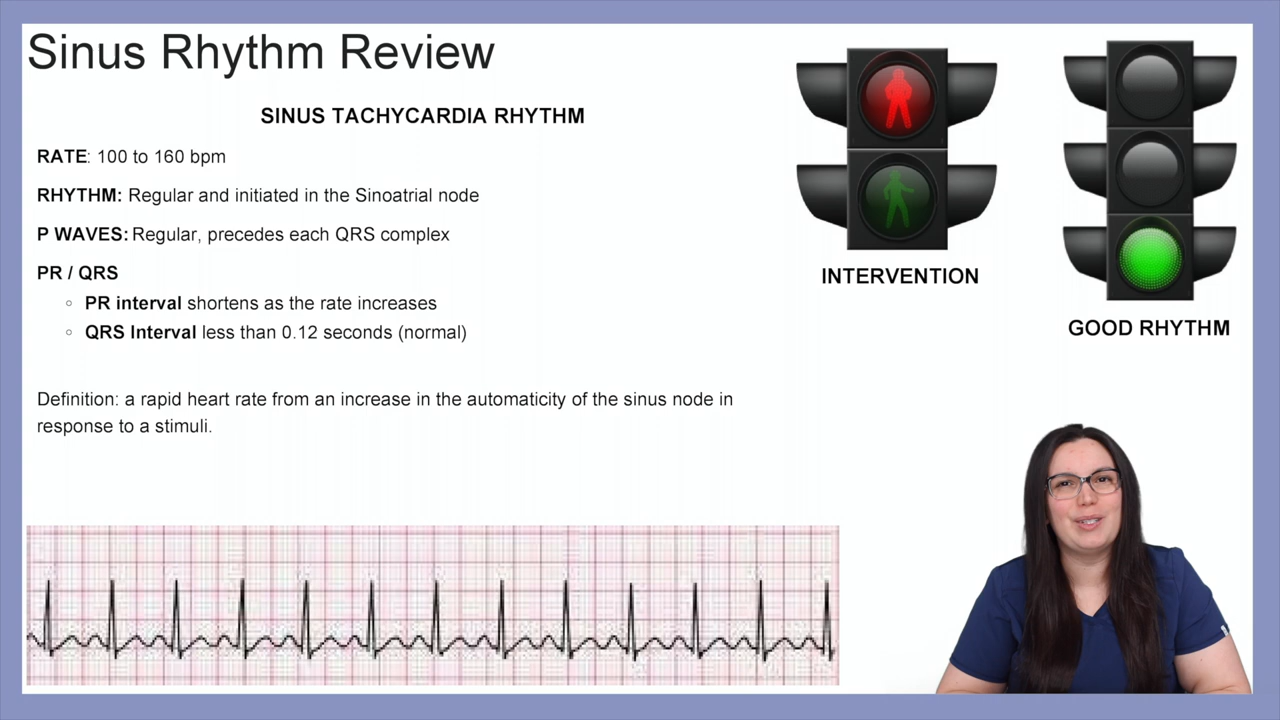 Sinus Rhythm Review
SINUS TACHYCARDIA RHYTHM
RATE: 100 to 160 bpm
RHYTHM: Regular and initiated in the Sinoatrial node
P WAVES: Regular, precedes each QRS complex
PR / QRS
○ PR interval shortens as the rate increases
○ QRS Interval less than 0.12 seconds (normal)
Definition: a rapid heart rate from an increase in the automaticity of the sinus node in
response to a stimuli.
INTERVENTION
GOOD RHYTHM